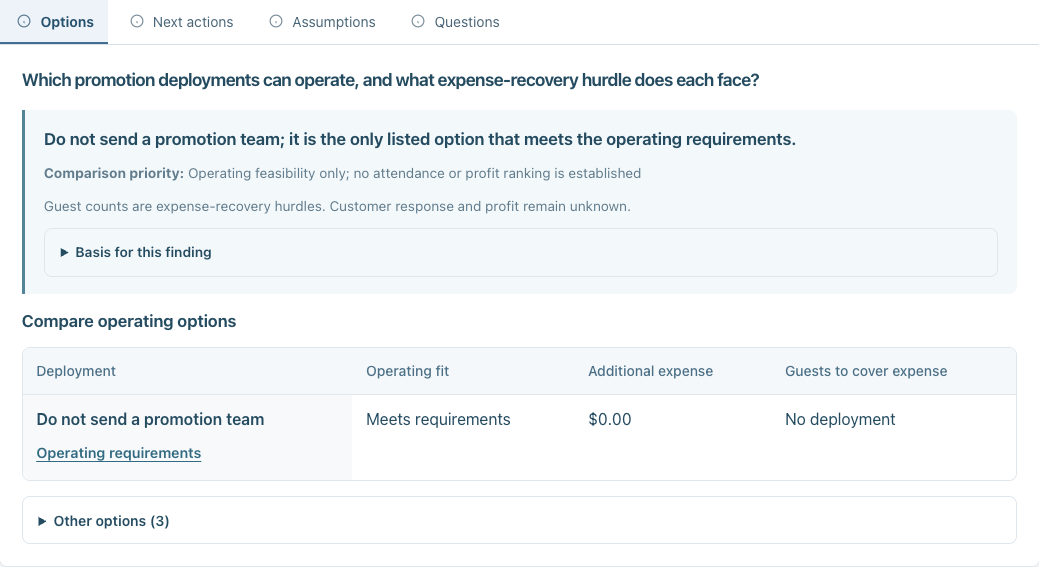 Options
Next actions
Assumptions
Questions
Which promotion deployments can operate, and what expense-recovery hurdle does each face?
Do not send a promotion team; it is the only listed option that meets the operating requirements.
Comparison priority: Operating feasibility only; no attendance or profit ranking is established
Guest counts are expense-recovery hurdles. Customer response and profit remain unknown.
Basis for this finding
Compare operating options
Deployment Operating fit Additional expense Guests to cover expense
Do not send a promotion team Meets requirements $0.00 No deployment
Operating requirements
Other options (3)